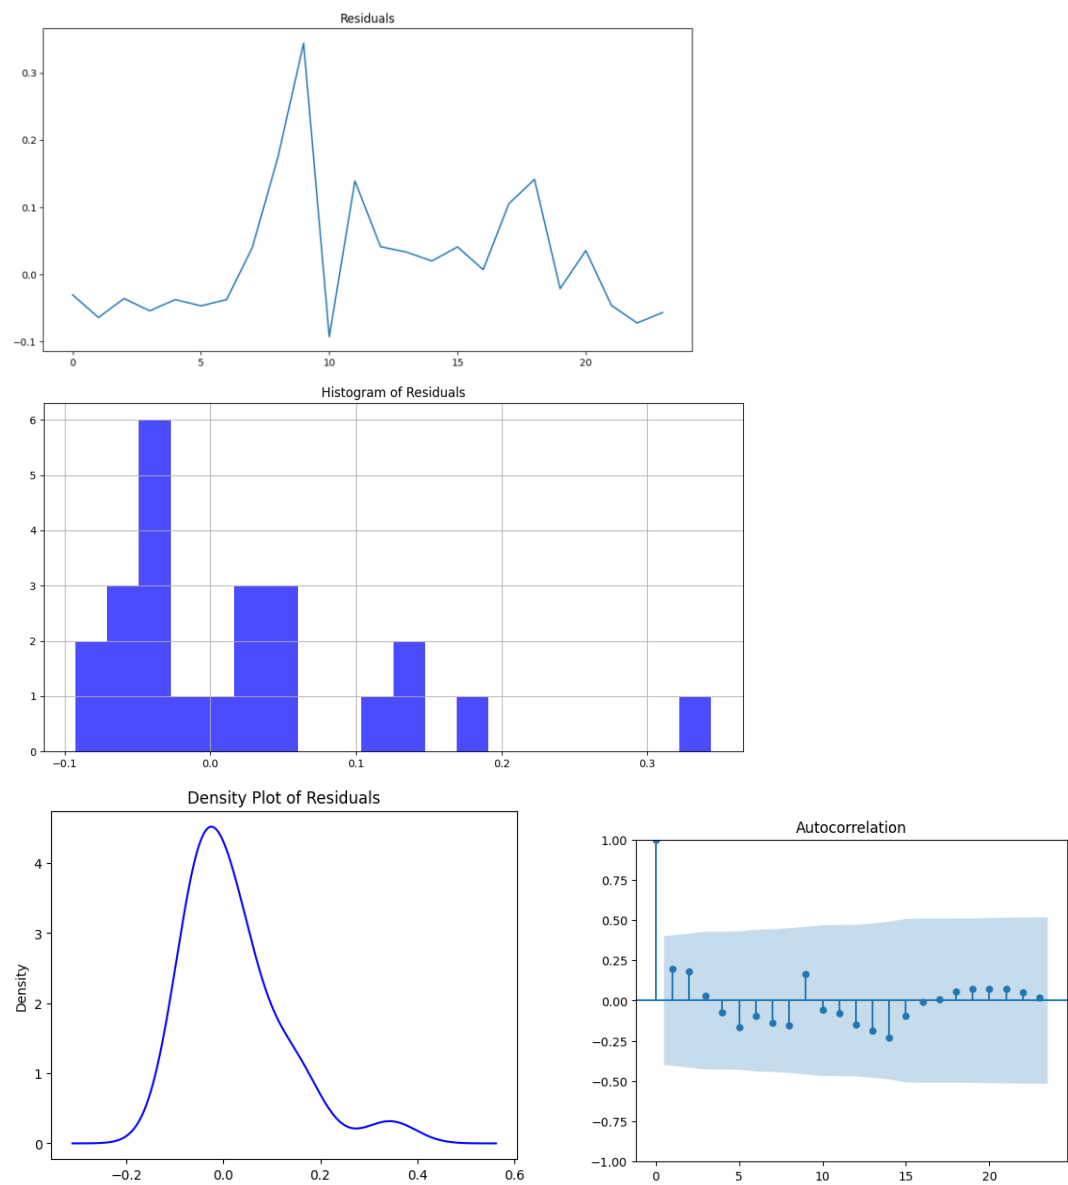 Residuals
0.3
0.2
0.1
0.0
−0.1
0 5 10 15 20
Histogram of Residuals
6
5
4
3
2
1
0
−0.1 0.0 0.1 0.2 0.3
Density Plot of Residuals
4
3
2
1
0
Density
−0.2 0.0 0.2 0.4 0.6
Autocorrelation
1.00
0.75
0.50
0.25
0.00
−0.25
−0.50
−0.75
−1.00
0 5 10 15 20